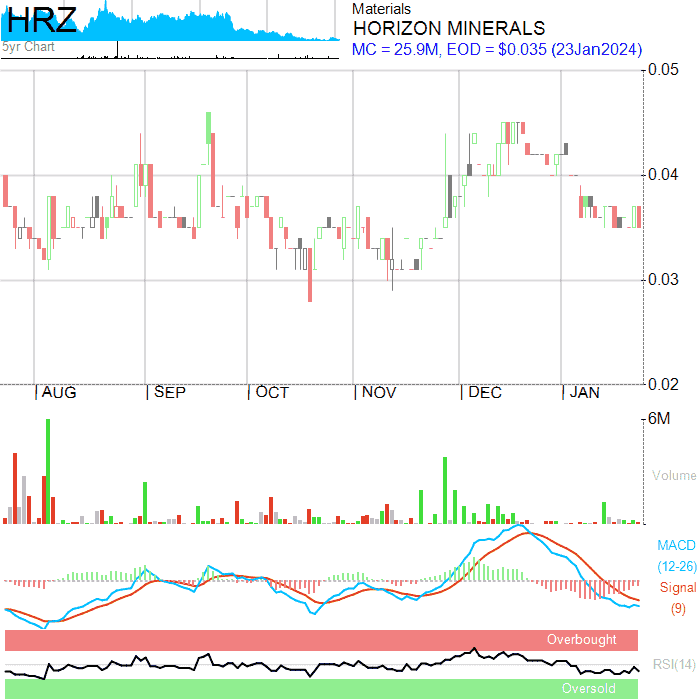 HRZ
5yr Chart
Materials
HORIZON MINERALS
MC = 25.9M, EOD = $0.035 (23Jan2024)
0.05
0.04
0.03
0.02
AUG SEP OCT NOV DEC JAN
6M
Volume
MACD
(12-26)
Signal
(9)
Overbought
RSI(14)
Oversold